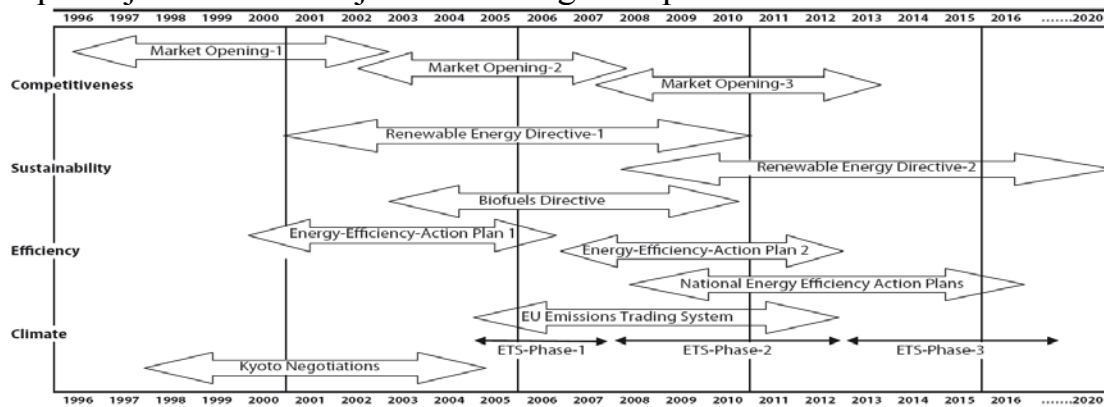 1996 1997 1998 1999 2000 2001 2002 2003 2004 2005 2006 2007 2008 2009 2010 2011 2012 2013 2014 2015 2016 .......2020
Market Opening-1
Market Opening-2
Competitiveness
Market Opening-3
Renewable Energy Directive-1
Sustainability
Renewable Energy Directive-2
Biofuels Directive
Energy-Efficiency-Action Plan 1
Efficiency
Energy-Efficiency-Action Plan 2
National Energy Efficiency Action Plans
EU Emissions Trading System
Climate
ETS-Phase-1 ETS-Phase-2 ETS-Phase-3
Kyoto Negotiations
1996 1997 1998 1999 2000 2001 2002 2003 2004 2005 2006 2007 2008 2009 2010 2011 2012 2013 2014 2015 2016 .......2020